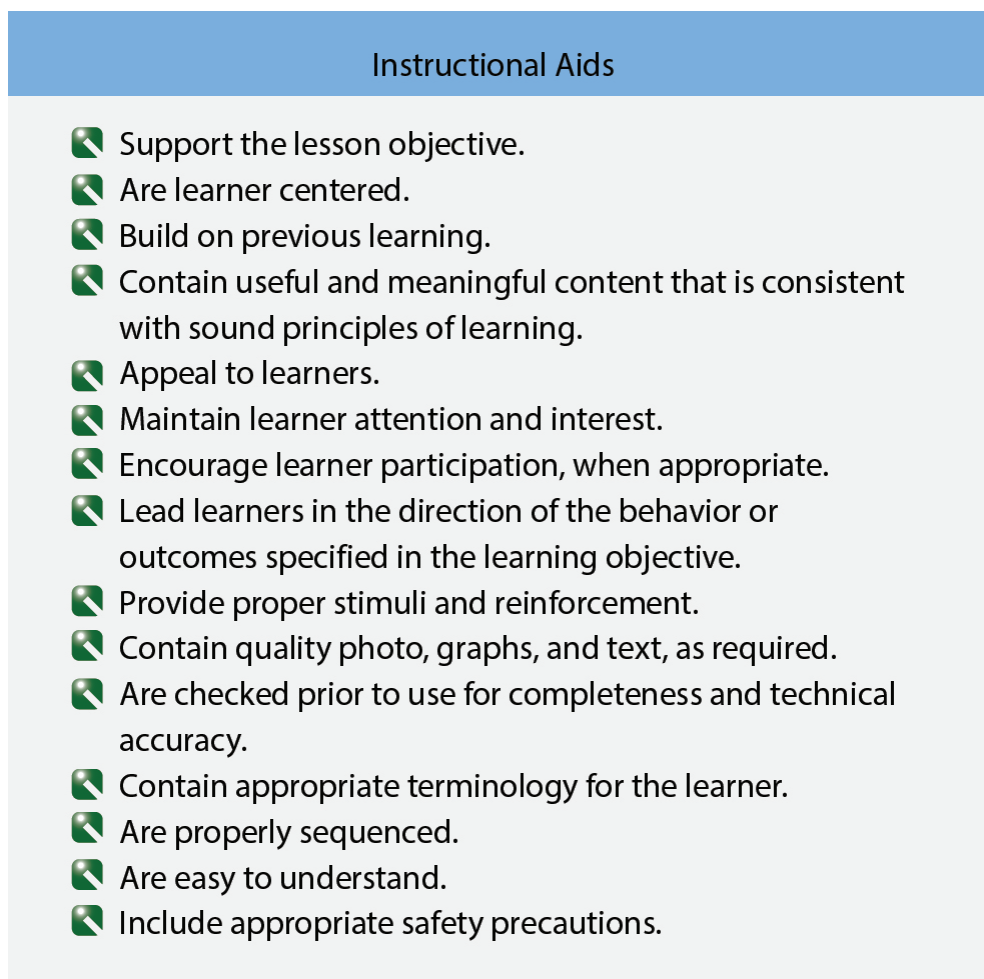 Instructional Aids
Support the lesson objective.
Are learner centered.
Build on previous learning.
Contain useful and meaningful content that is consistent
with sound principles of learning.
Appeal to learners.
Maintain learner attention and interest.
Encourage learner participation, when appropriate.
Lead learners in the direction of the behavior or
outcomes specified in the learning objective.
Provide proper stimuli and reinforcement.
Contain quality photo, graphs, and text, as required.
Are checked prior to use for completeness and technical
accuracy.
Contain appropriate terminology for the learner.
Are properly sequenced.
Are easy to understand.
Include appropriate safety precautions.